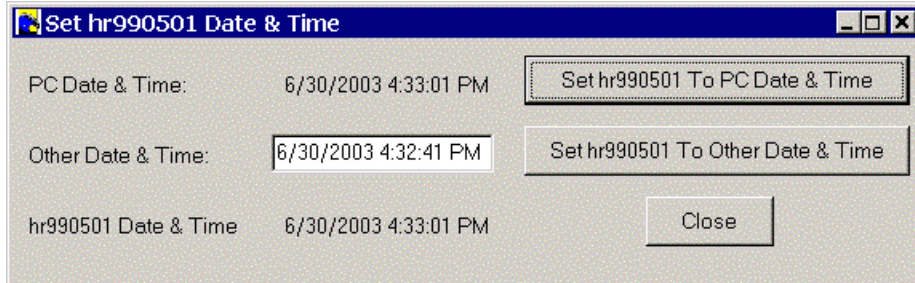 Set hr990501 Date & Time
PC Date & Time: 6/30/2003 4:33:01 PM Set hr990501 To PC Date & Time
Other Date & Time: 6/30/2003 4:32:41 PM Set hr990501 To Other Date & Time
hr990501 Date & Time 6/30/2003 4:33:01 PM Close